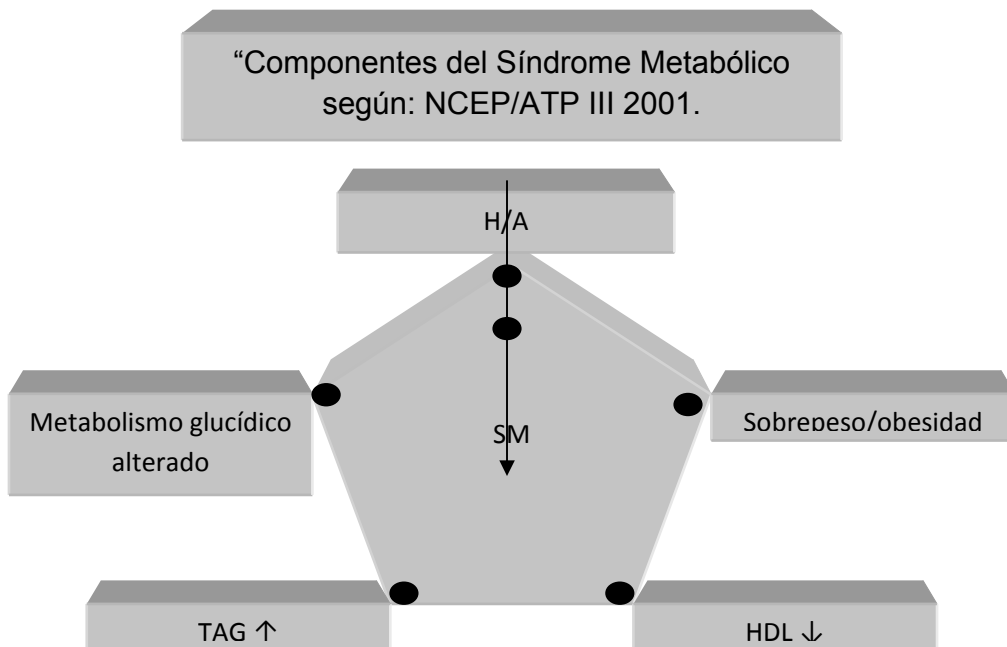 “Componentes del Síndrome Metabólico
según: NCEP/ATP III 2001.
H/A
Metabolismo glucídico
alterado
SM
Sobrepeso/obesidad
TAG ↑
HDL ↓